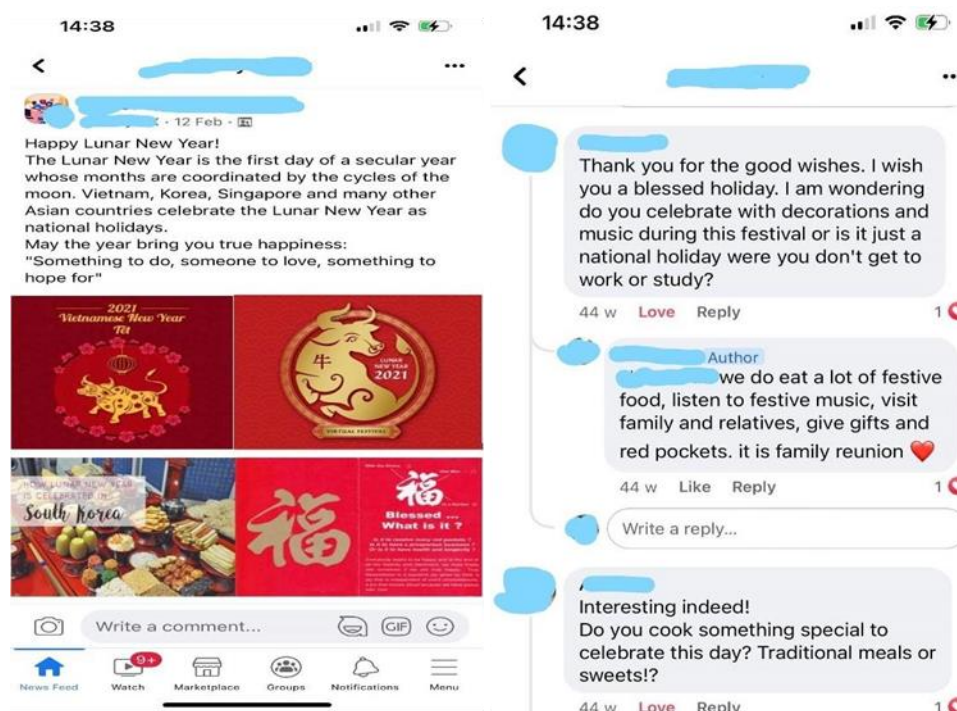 14:38
12 Feb
Happy Lunar New Year!
The Lunar New Year is the first day of a secular year
whose months are coordinated by the cycles of the
moon. Vietnam, Korea, Singapore and many other
Asian countries celebrate the Lunar New Year as
national holidays.
May the year bring you true happiness:
"Something to do, someone to love, something to
hope for"
2021
Vietnamese New Year
Tết
牛
LUNAR
NEW YEAR
2021
VIRTUAL FESTIVAL
HOW LUNAR NEW YEAR
IS CELEBRATED IN
South Korea
福
福
Blessed ...
What is it ?
Write a comment...
GIF
9+
News Feed
Watch
Marketplace
Groups
Notifications
Menu
14:38
Thank you for the good wishes. I wish
you a blessed holiday. I am wondering
do you celebrate with decorations and
music during this festival or is it just a
national holiday were you don't get to
work or study?
44 w Love Reply 1
Author
we do eat a lot of festive
food, listen to festive music, visit
family and relatives, give gifts and
red pockets. it is family reunion ❤️
44 w Like Reply 1
Write a reply...
Interesting indeed!
Do you cook something special to
celebrate this day? Traditional meals or
sweets!?
44 w Love Reply 1